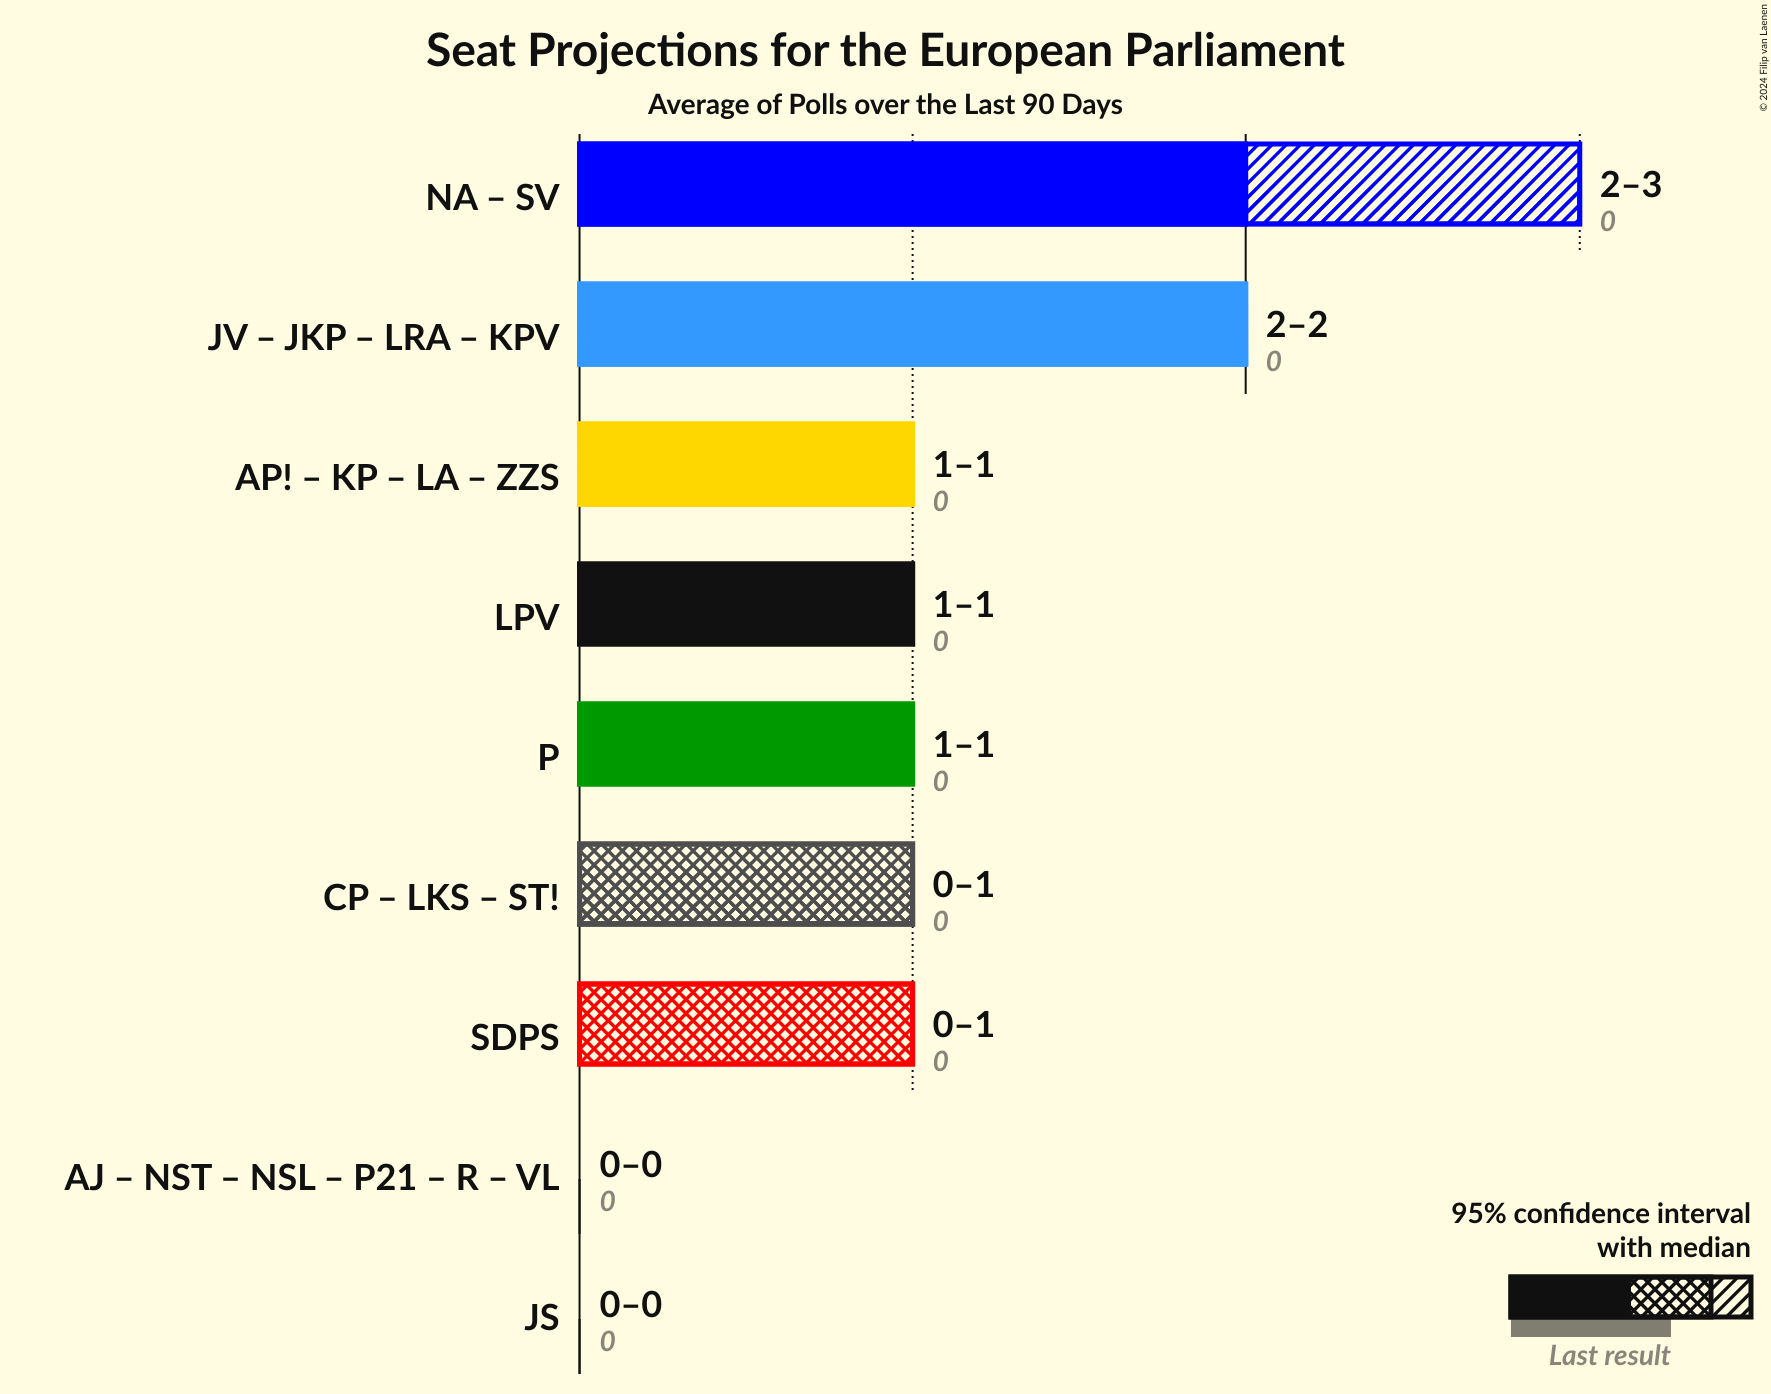 Seat Projections for the European Parliament
Average of Polls over the Last 90 Days
© 2024 Filip van Laenen
NA – SV
2–3
0
JV – JKP – LRA – KPV
2–2
0
AP! – KP – LA – ZZS
1–1
0
LPV
1–1
0
P
1–1
0
CP – LKS – ST!
0–1
0
SDPS
0–1
0
AJ – NST – NSL – P21 – R – VL
0–0
0
JS
0–0
0
95% confidence interval
with median
Last result